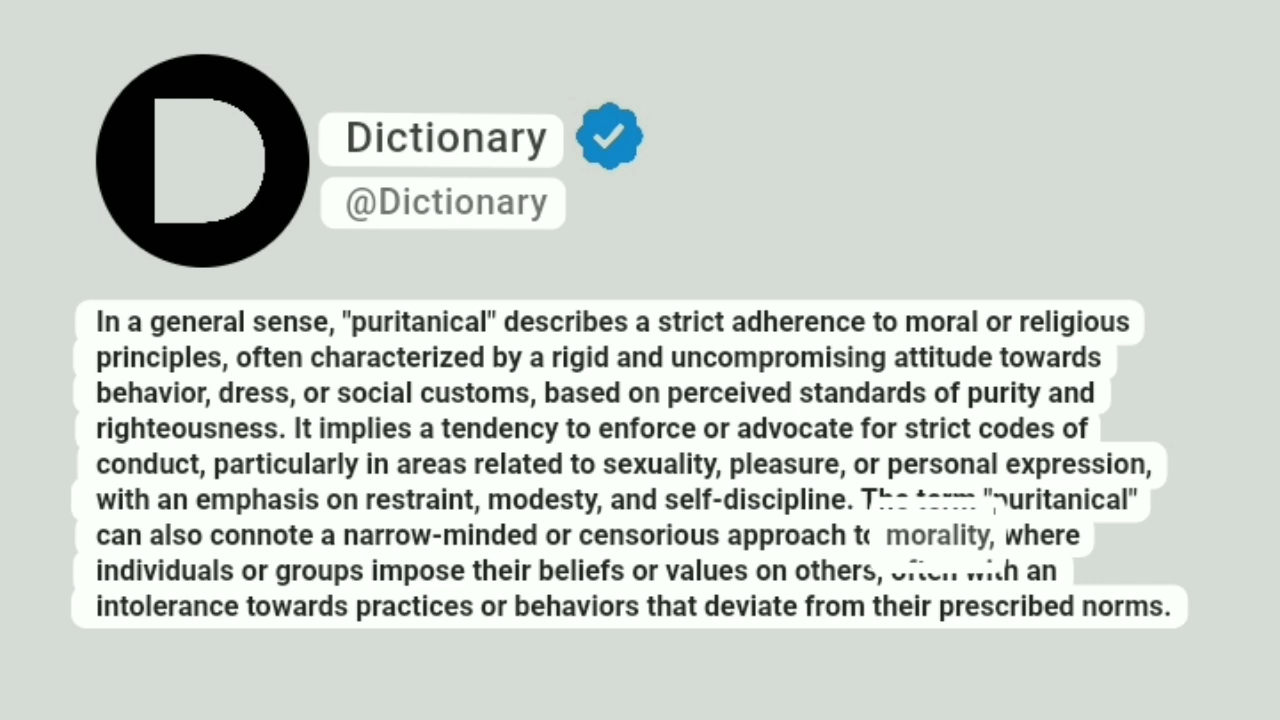 D
Dictionary
@Dictionary
In a general sense, "puritanical" describes a strict adherence to moral or religious
principles, often characterized by a rigid and uncompromising attitude towards
behavior, dress, or social customs, based on perceived standards of purity and
righteousness. It implies a tendency to enforce or advocate for strict codes of
conduct, particularly in areas related to sexuality, pleasure, or personal expression,
with an emphasis on restraint, modesty, and self-discipline. The term "puritanical"
can also connote a narrow-minded or censorious approach to morality, where
individuals or groups impose their beliefs or values on others, often with an
intolerance towards practices or behaviors that deviate from their prescribed norms.